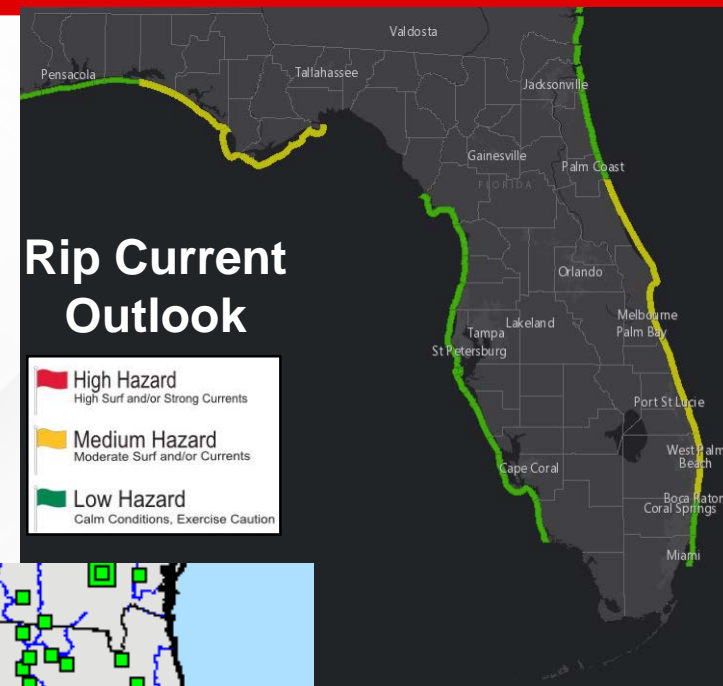 Valdosta
Pensacola
Tallahassee
Jacksonville
Gainesville
Palm Coast
FLORIDA
Rip Current
Outlook
Orlando
Melbourne
Palm Bay
Lakeland
Tampa
St Petersburg
High Hazard
High Surf and/or Strong Currents
Medium Hazard
Moderate Surf and/or Currents
Low Hazard
Calm Conditions, Exercise Caution
Port St Lucie
West Palm
Beach
Cape Coral
Boca Raton
Coral Springs
Miami